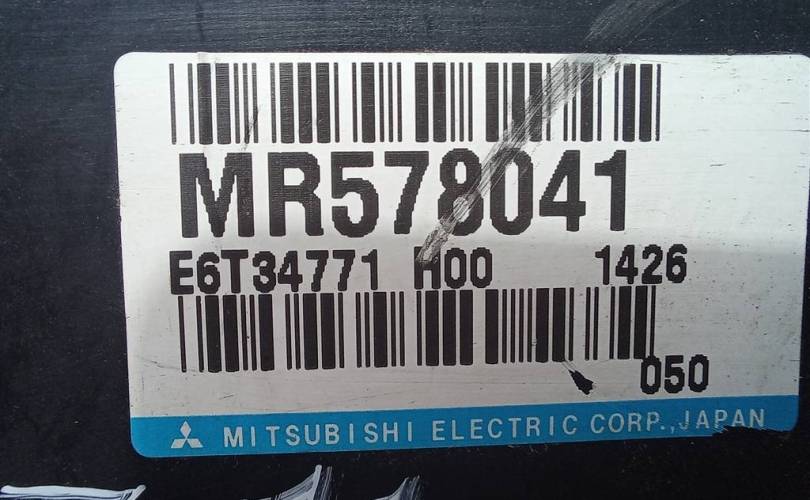 MR578041
E6T34771 H00 1426
050
MITSUBISHI ELECTRIC CORP.,JAPAN